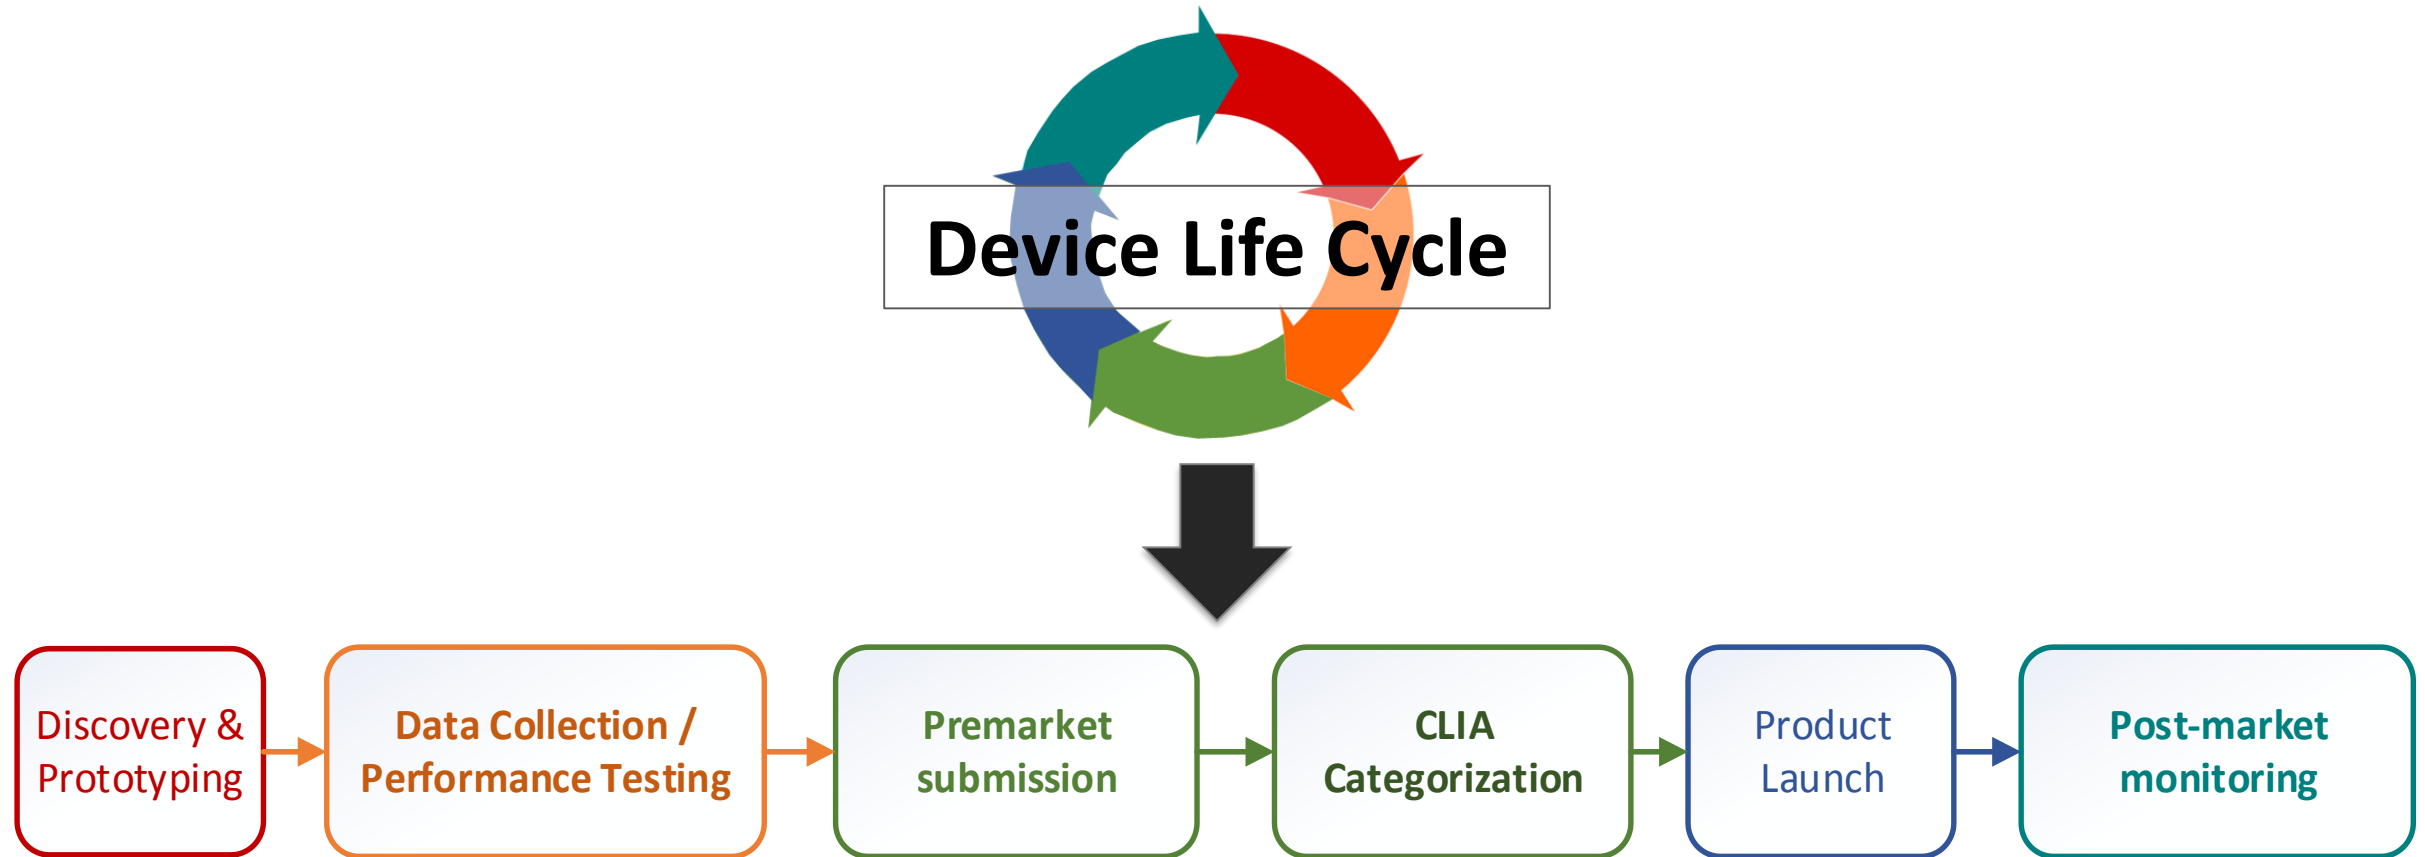 Device Life Cycle
Discovery &
Prototyping
Data Collection /
Performance Testing
Premarket
submission
CLIA
Categorization
Product
Launch
Post-market
monitoring